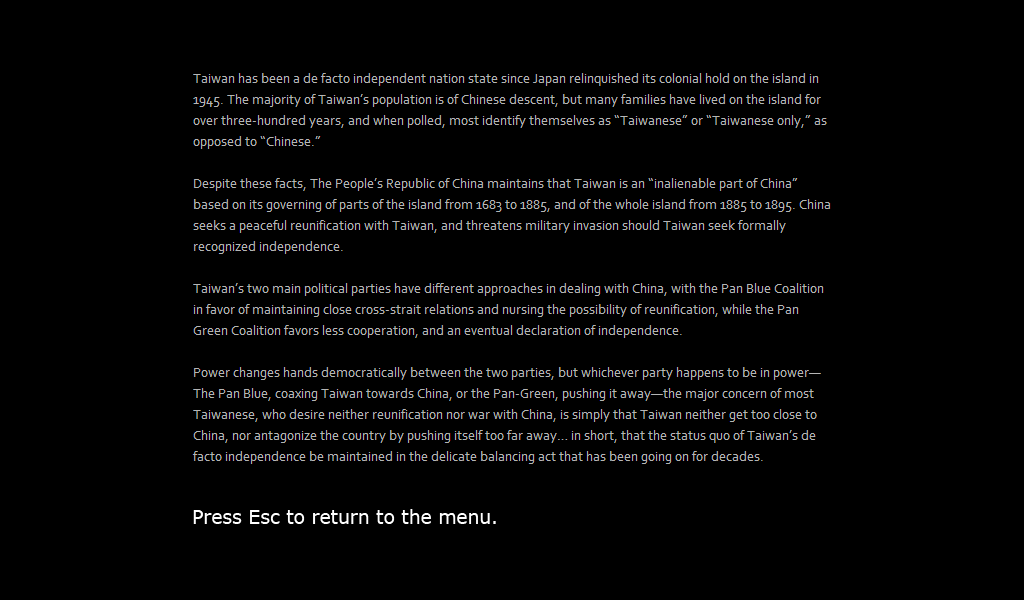 Taiwan has been a de facto independent nation state since Japan relinquished its colonial hold on the island in
1945. The majority of Taiwan’s population is of Chinese descent, but many families have lived on the island for
over three-hundred years, and when polled, most identify themselves as “Taiwanese” or “Taiwanese only,” as
opposed to “Chinese.”
Despite these facts, The People’s Republic of China maintains that Taiwan is an “inalienable part of China”
based on its governing of parts of the island from 1683 to 1885, and of the whole island from 1885 to 1895. China
seeks a peaceful reunification with Taiwan, and threatens military invasion should Taiwan seek formally
recognized independence.
Taiwan’s two main political parties have different approaches in dealing with China, with the Pan Blue Coalition
in favor of maintaining close cross-strait relations and nursing the possibility of reunification, while the Pan
Green Coalition favors less cooperation, and an eventual declaration of independence.
Power changes hands democratically between the two parties, but whichever party happens to be in power—
The Pan Blue, coaxing Taiwan towards China, or the Pan-Green, pushing it away—the major concern of most
Taiwanese, who desire neither reunification nor war with China, is simply that Taiwan neither get too close to
China, nor antagonize the country by pushing itself too far away... in short, that the status quo of Taiwan’s de
facto independence be maintained in the delicate balancing act that has been going on for decades.
Press Esc to return to the menu.